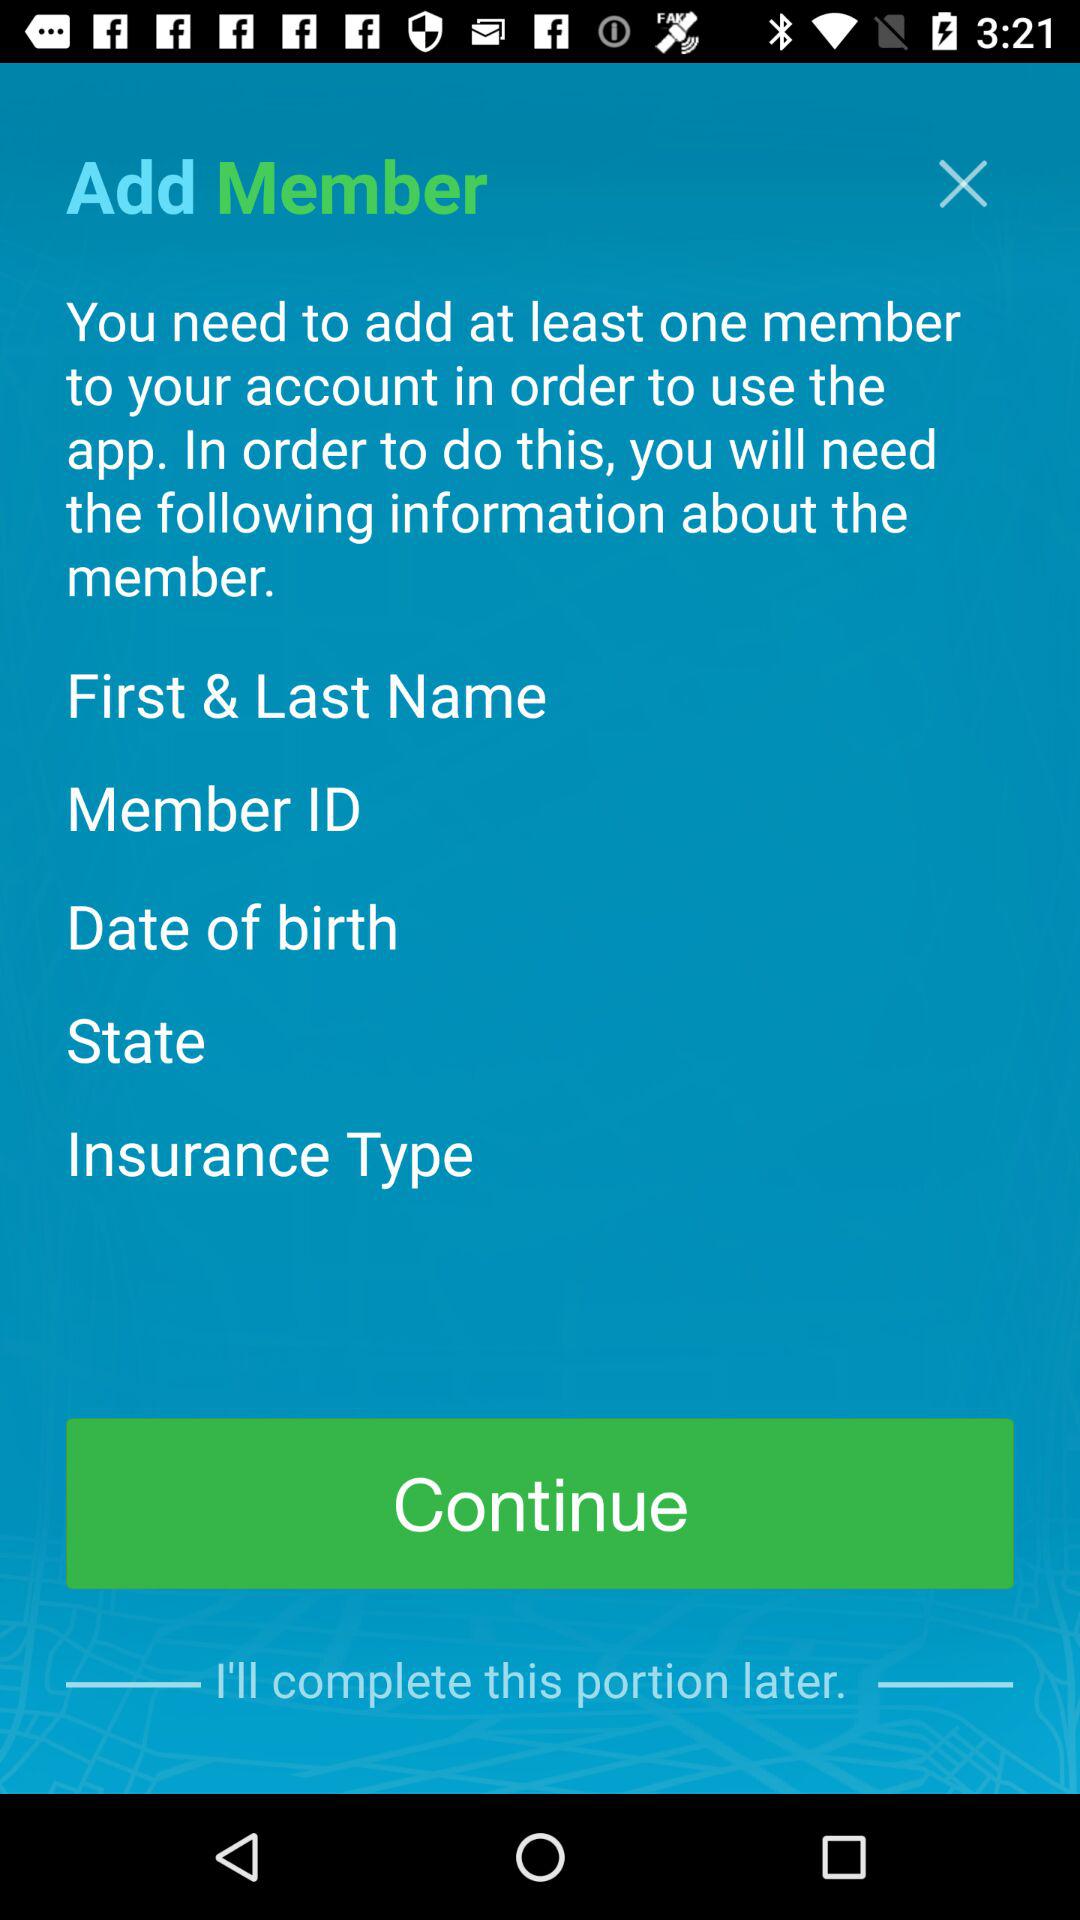 FAKE 3:21
Add Member
You need to add at least one member
to your account in order to use the
app. In order to do this, you will need
the following information about the
member.
First & Last Name
Member ID
Date of birth
State
Insurance Type
Continue
I'll complete this portion later.